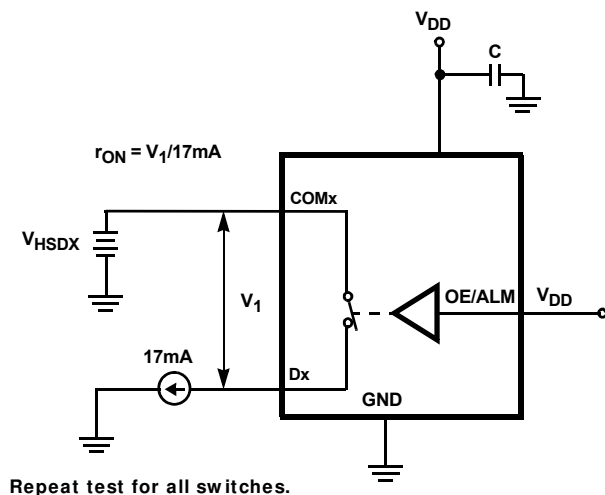 VDD
C
rON = V1/17mA
COMx
VHSDX
V1
OE/ALM
VDD
17mA
Dx
GND
Repeat test for all switches.